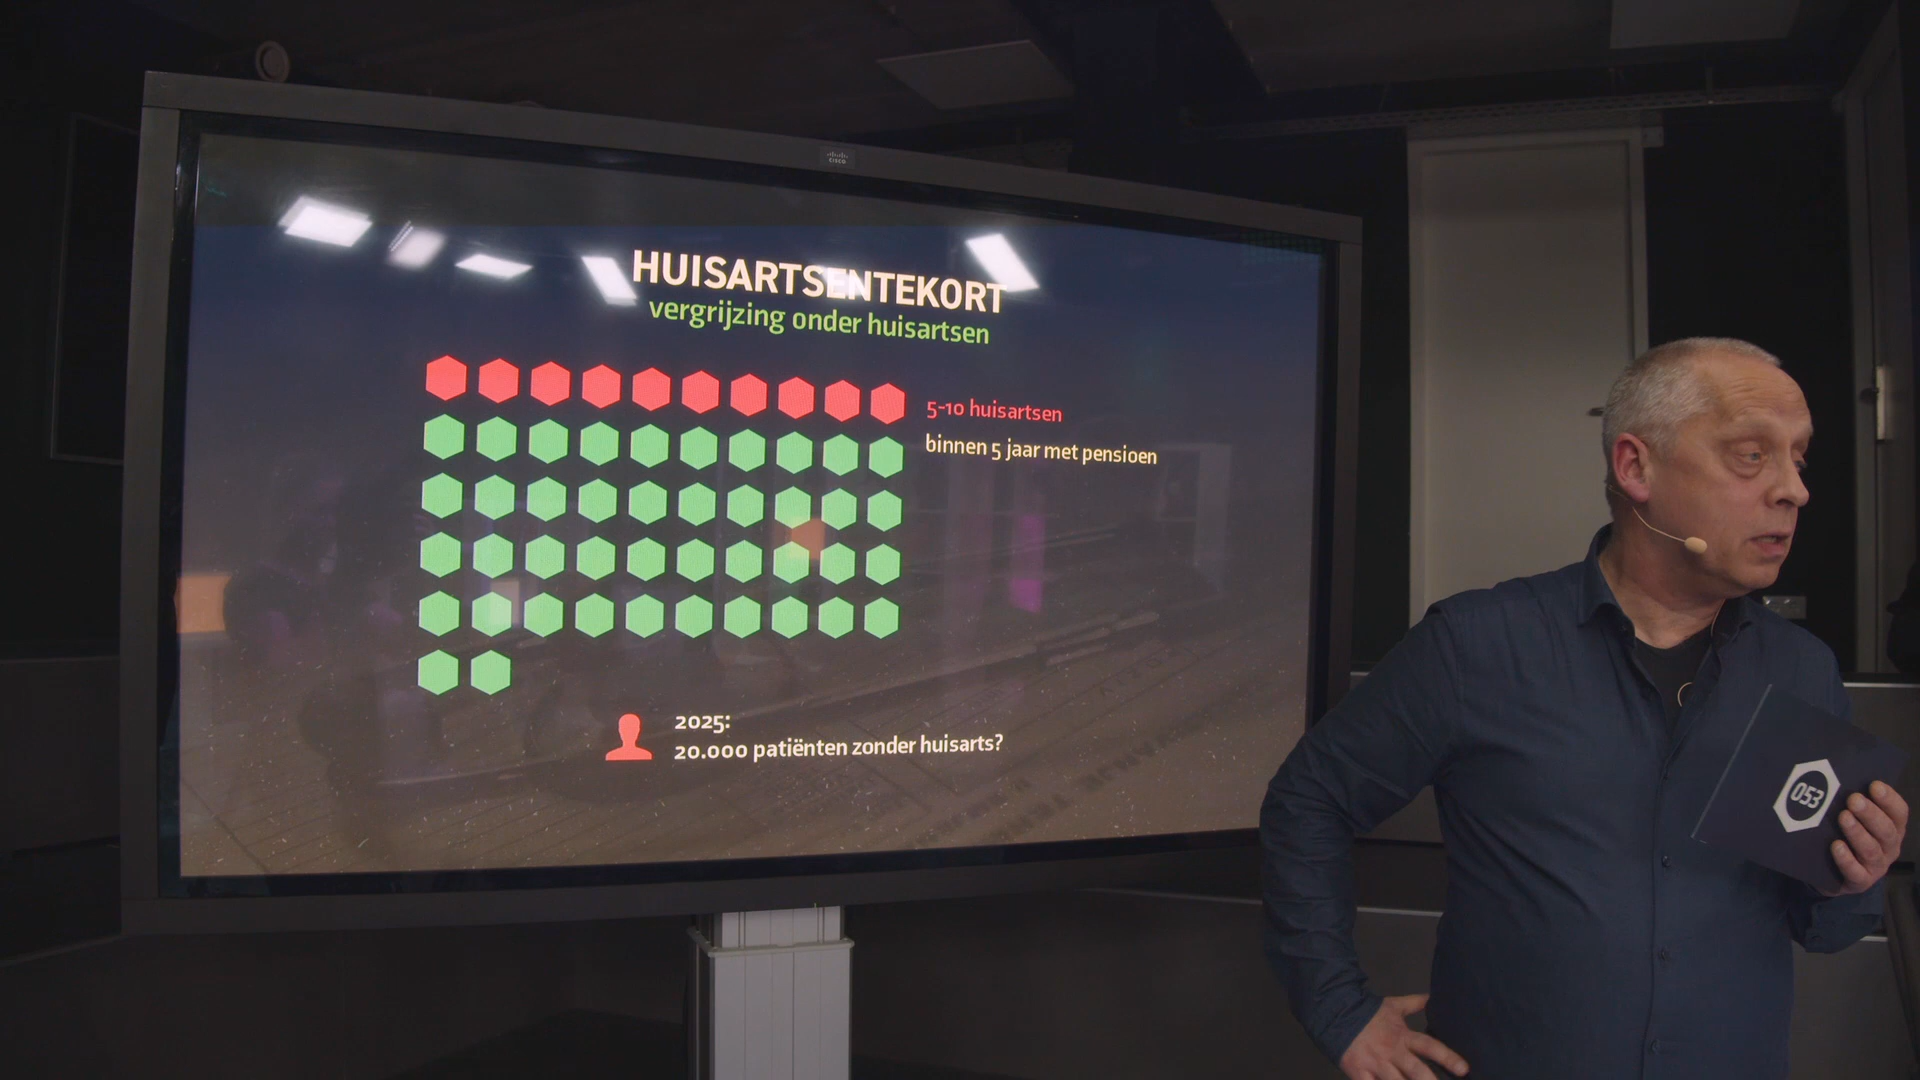 CISCO
HUISARTSENTEKORT
vergrijzing onder huisartsen
5-10 huisartsen
binnen 5 jaar met pensioen
2025:
20.000 patiënten zonder huisarts?
053